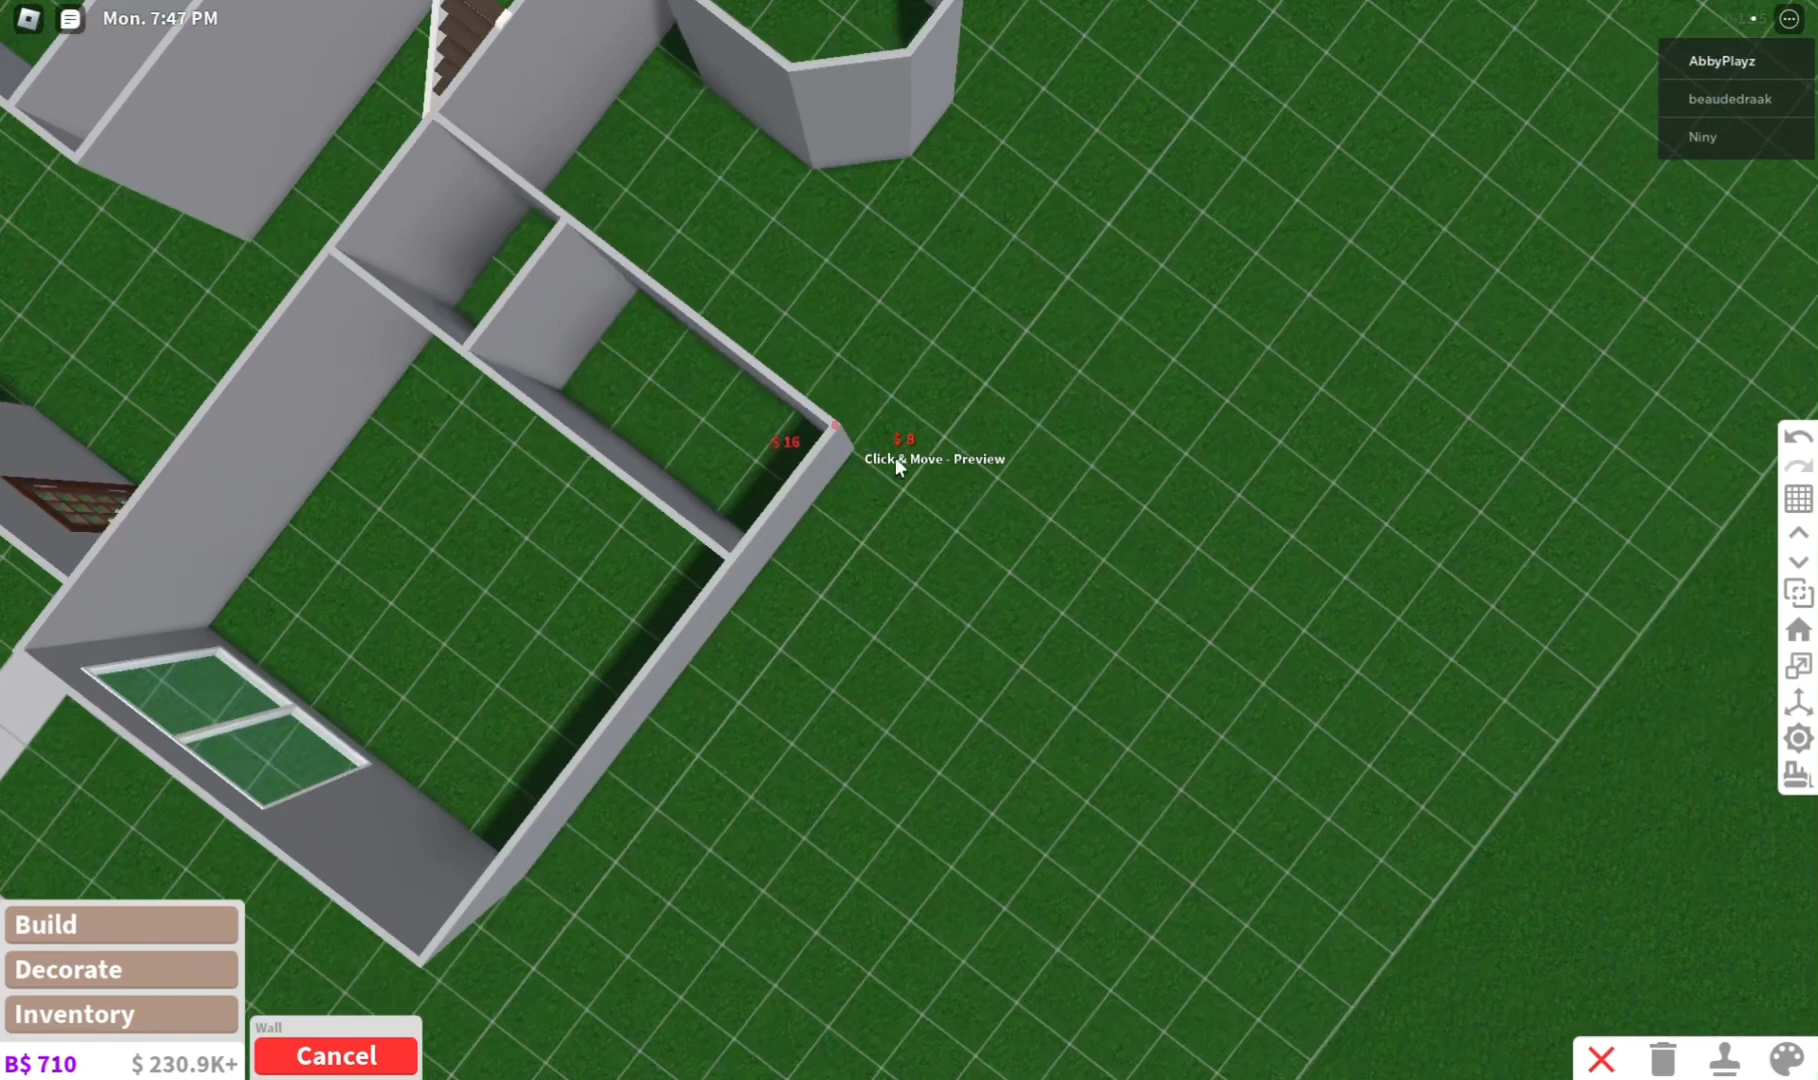 Mon. 7:47 PM
AbbyPlayz
beaudedraak
Niny
$ 16
$ 8
Click & Move - Preview
Build
Decorate
Inventory
B$ 710
$ 230.9K+
Wall
Cancel